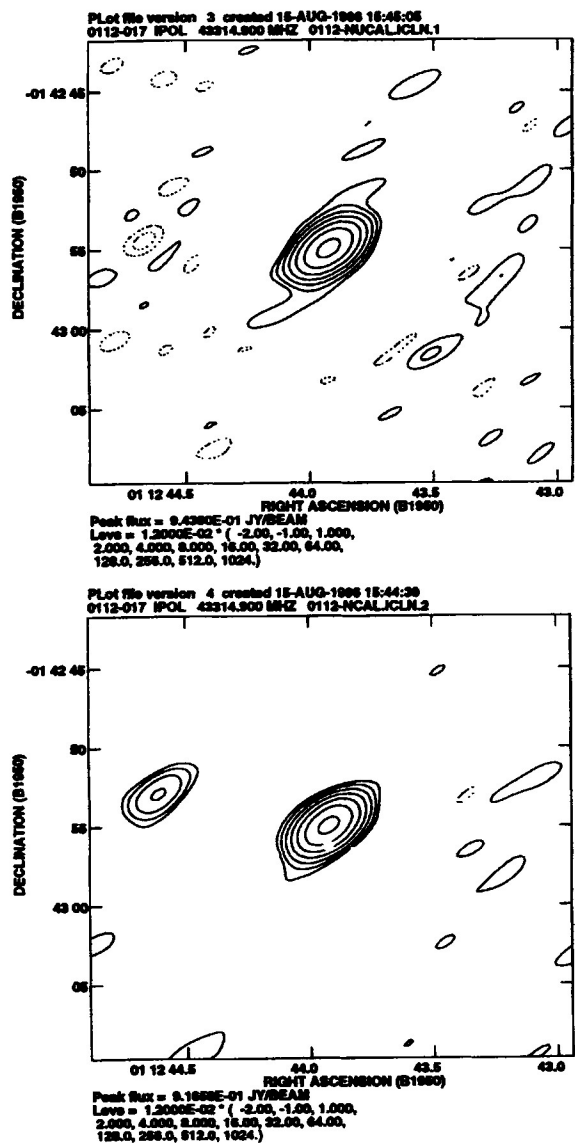 PLot file version 3 created 15-AUG-1996 15:45:05
0112-017 IPOL 43314.900 MHZ 0112-NUCAL.ICLN.1
-01 42 45
50
55
43 00
05
DECLINATION (B1950)
01 12 44.5 44.0 43.5 43.0
RIGHT ASCENSION (B1950)
Peak flux = JY/BEAM
Levs = 1.2000E-02 * ( -2.00, -1.00, 1.000,
2.000, 4.000, 8.000, 16.00, 32.00, 64.00,
128.0, 256.0, 512.0, 1024.)
PLot file version 4 created 15-AUG-1996 15:44:39
0112-017 IPOL 43314.900 MHZ 0112-NCAL.ICLN.2
-01 42 45
50
55
43 00
05
DECLINATION (B1950)
01 12 44.5 44.0 43.5 43.0
RIGHT ASCENSION (B1950)
Peak flux = JY/BEAM
Levs = 1.2000E-02 * ( -2.00, -1.00, 1.000,
2.000, 4.000, 8.000, 16.00, 32.00, 64.00,
128.0, 256.0, 512.0, 1024.)